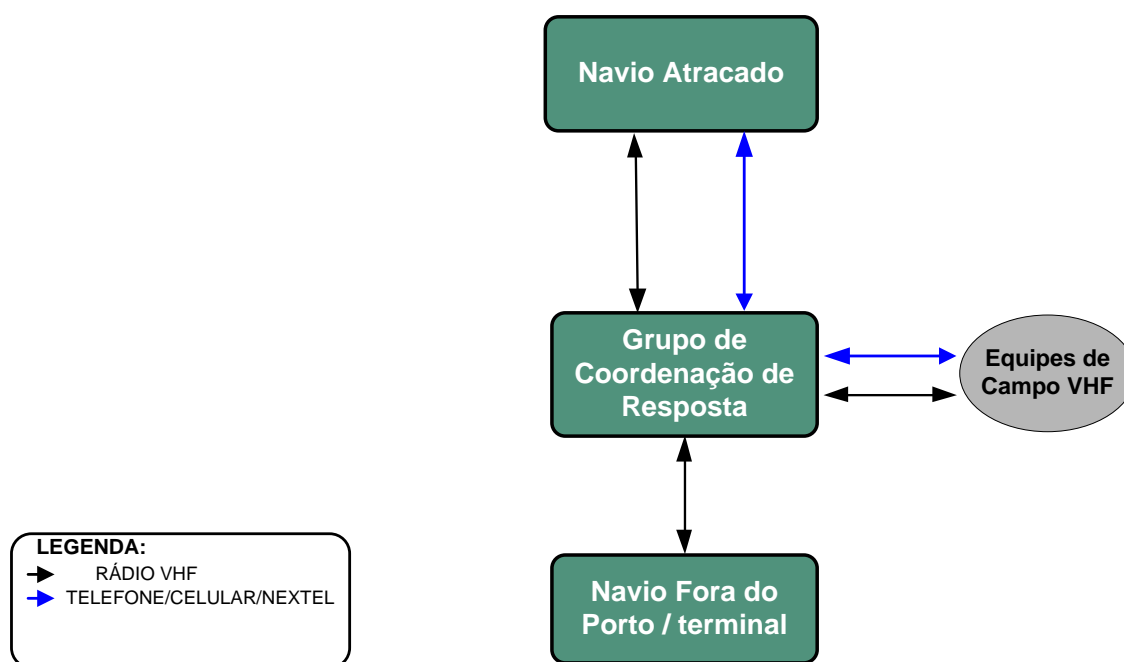 Navio Atracado
Grupo de
Coordenação de
Resposta
Equipes de
Campo VHF
Navio Fora do
Porto / terminal
LEGENDA:
RÁDIO VHF
TELEFONE/CELULAR/NEXTEL